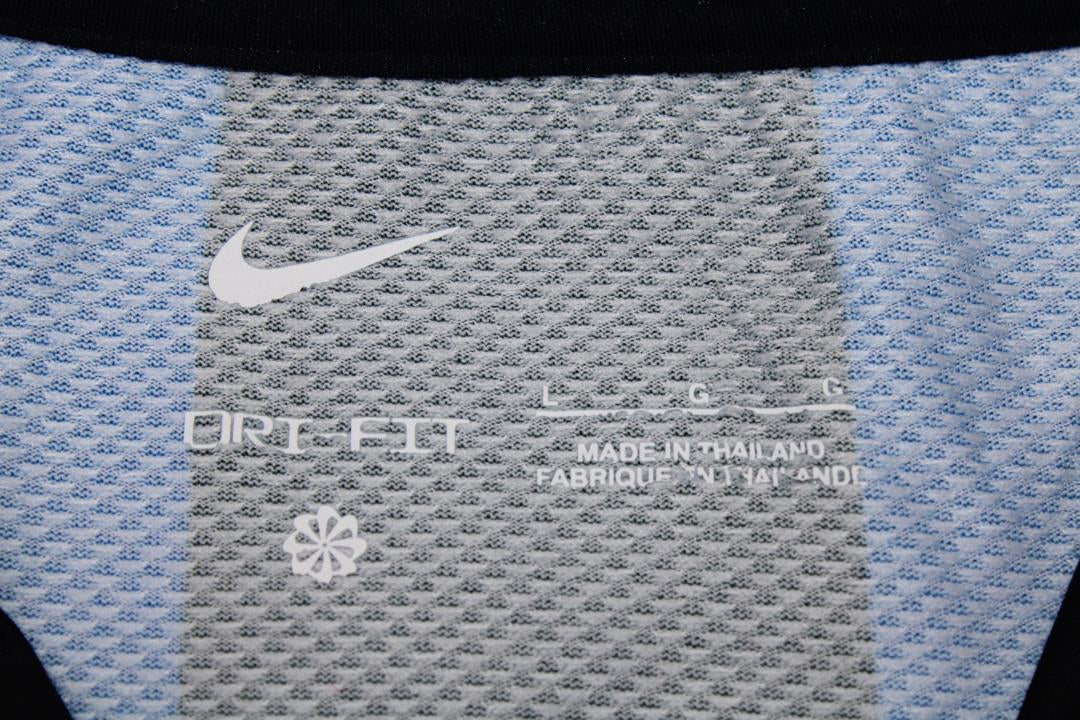 DRI-FIT
L G G
MADE IN THAILAND
FABRIQUE EN THAILANDE